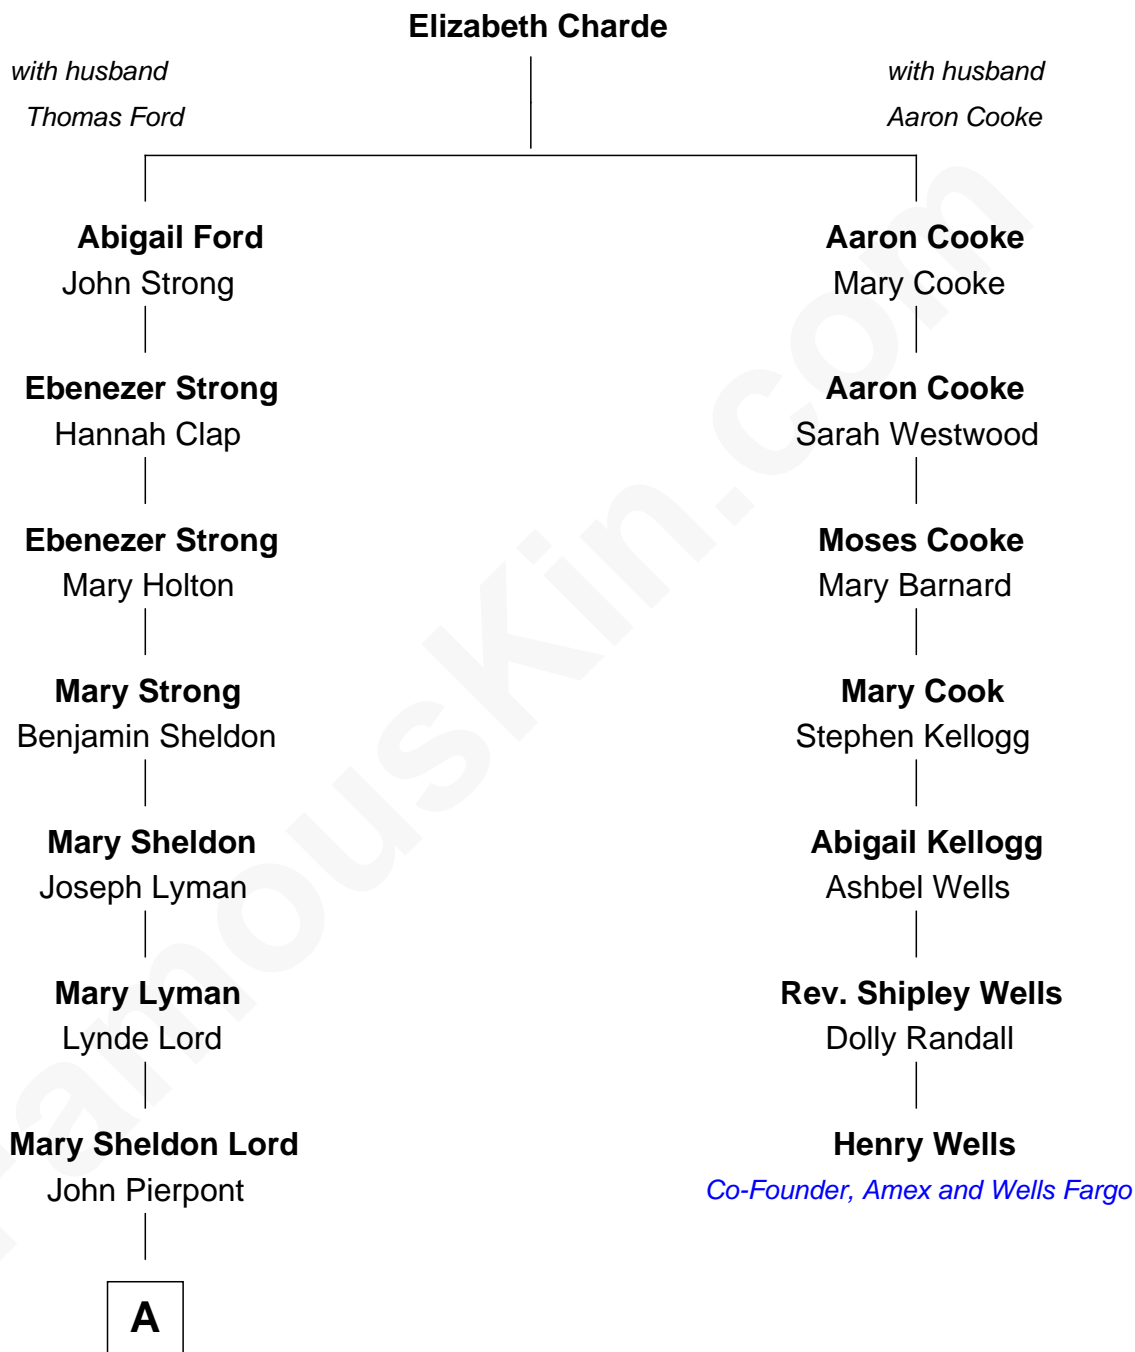 Elizabeth Charde
with husband
Thomas Ford
with husband
Aaron Cooke
Abigail Ford
John Strong
Ebenezer Strong
Hannah Clap
Ebenezer Strong
Mary Holton
Mary Strong
Benjamin Sheldon
Mary Sheldon
Joseph Lyman
Mary Lyman
Lynde Lord
Mary Sheldon Lord
John Pierpont
A
Aaron Cooke
Mary Cooke
Aaron Cooke
Sarah Westwood
Moses Cooke
Mary Barnard
Mary Cook
Stephen Kellogg
Abigail Kellogg
Ashbel Wells
Rev. Shipley Wells
Dolly Randall
Henry Wells
Co-Founder, Amex and Wells Fargo
FamousKin.com